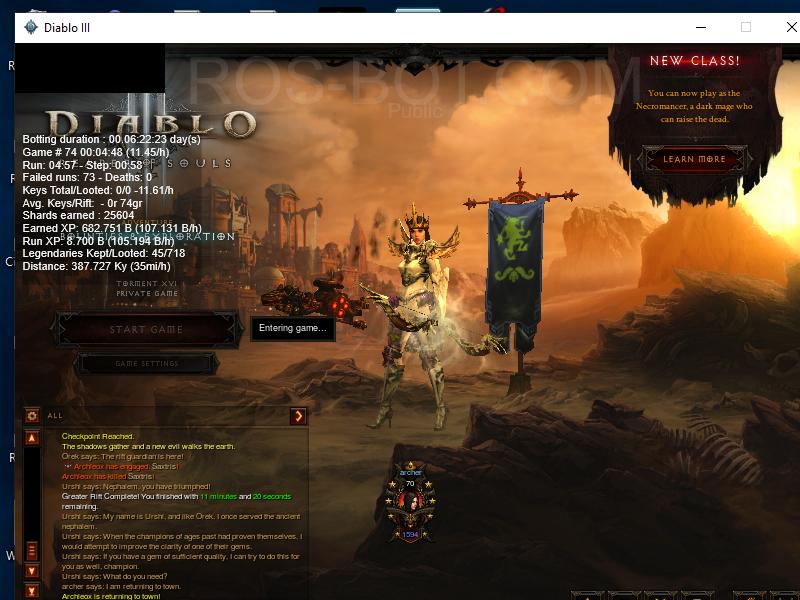 Diablo III
ROS-BOT.COM
Public
DIABLO
Botting duration : 00.06:22:23 day(s)
Game # 74 00:04:48 (11.45/h)
Run: 04:57 - Step: 00:58
SOULS
Failed runs: 73 - Deaths: 0
Keys Total/Looted: 0/0 -11.61/h
Avg. Keys/Rift: - 0r 74gr
Shards earned : 25604
ADVENTURE
Earned XP: 682.751 B (107.131 B/h)
EXPLORATION
Run XP: 8.700 B (105.194 B/h)
Legendaries Kept/Looted: 45/718
Distance: 387.727 Ky (35mi/h)
TORMENT XVI
PRIVATE GAME
START GAME
Entering game...
GAME SETTINGS
NEW CLASS!
You can now play as the
Necromancer, a dark mage who
can raise the dead.
LEARN MORE
ALL
Checkpoint Reached.
The shadows gather and a new evil walks the earth.
Orek says: The rift guardian is here!
Archleox has engaged Saxtris!
Archleox has killed Saxtris!
Urshi says: Nephalem, you have triumphed!
Greater Rift Complete! You finished with 11 minutes and 20 seconds
remaining.
Urshi says: My name is Urshi, and like Orek, I once served the ancient
nephalem.
Urshi says: When the champions of ages past had proven themselves, I
would attempt to improve the clarity of one of their gems.
Urshi says: If you have a gem of sufficient quality, I can try to do this for
you as well, champion.
Urshi says: What do you need?
archer says: I am returning to town.
Archleox is returning to town!
archer
70
1594